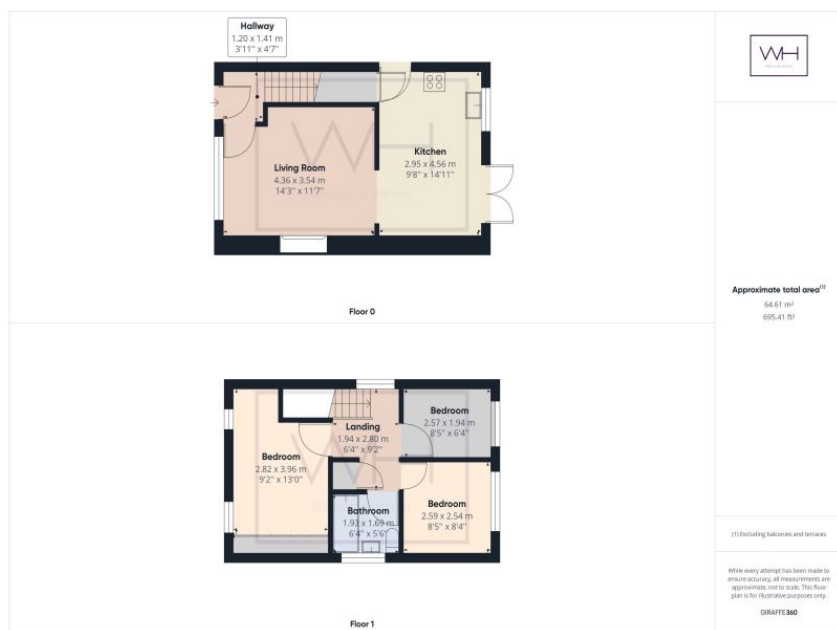 Hallway
1.20 x 1.41 m
3'11" x 4'7"
Living Room
4.36 x 3.54 m
14'3" x 11'7"
Kitchen
2.95 x 4.56 m
9'8" x 14'11"
Floor 0
Bedroom
2.82 x 3.96 m
9'2" x 13'0"
Landing
1.94 x 2.80 m
6'4" x 9'2"
Bedroom
2.57 x 1.94 m
8'5" x 6'4"
Bathroom
1.93 x 1.69 m
6'4" x 5'6"
Bedroom
2.59 x 2.54 m
8'5" x 8'4"
Floor 1
WH
Approximate total area(1)
64.61 m²
695.41 ft²
(1) Excluding balconies and terraces
While every attempt has been made to
ensure accuracy, all measurements are
approximate, not to scale. This floor
plan is for illustrative purposes only.
GIRAFFE360